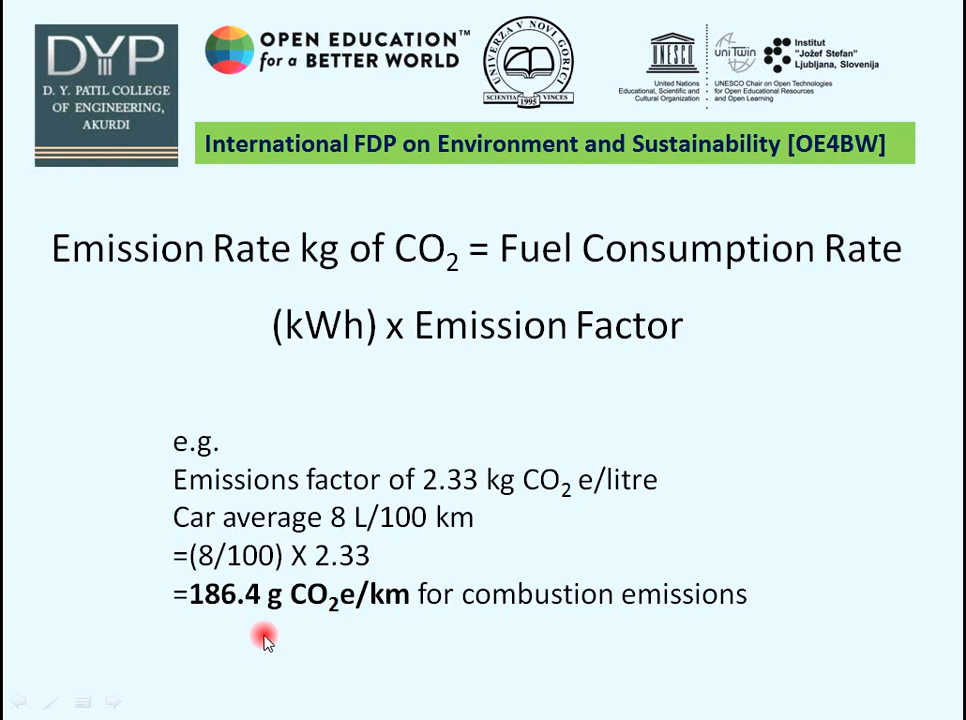 DYP
D. Y. PATIL COLLEGE
OF ENGINEERING,
AKURDI
OPEN EDUCATION™
for a BETTER WORLD
UNIVERZA V NOVI GORICI
SCIENTIA VINCES
1995
UNESCO
United Nations
Educational, Scientific and
Cultural Organization
uniTwin
Institut
"Jožef Stefan"
Ljubljana, Slovenija
UNESCO Chair on Open Technologies
for Open Educational Resources
and Open Learning
International FDP on Environment and Sustainability [OE4BW]
Emission Rate kg of CO₂ = Fuel Consumption Rate
(kWh) x Emission Factor
e.g.
Emissions factor of 2.33 kg CO₂ e/litre
Car average 8 L/100 km
=(8/100) X 2.33
=186.4 g CO₂e/km for combustion emissions